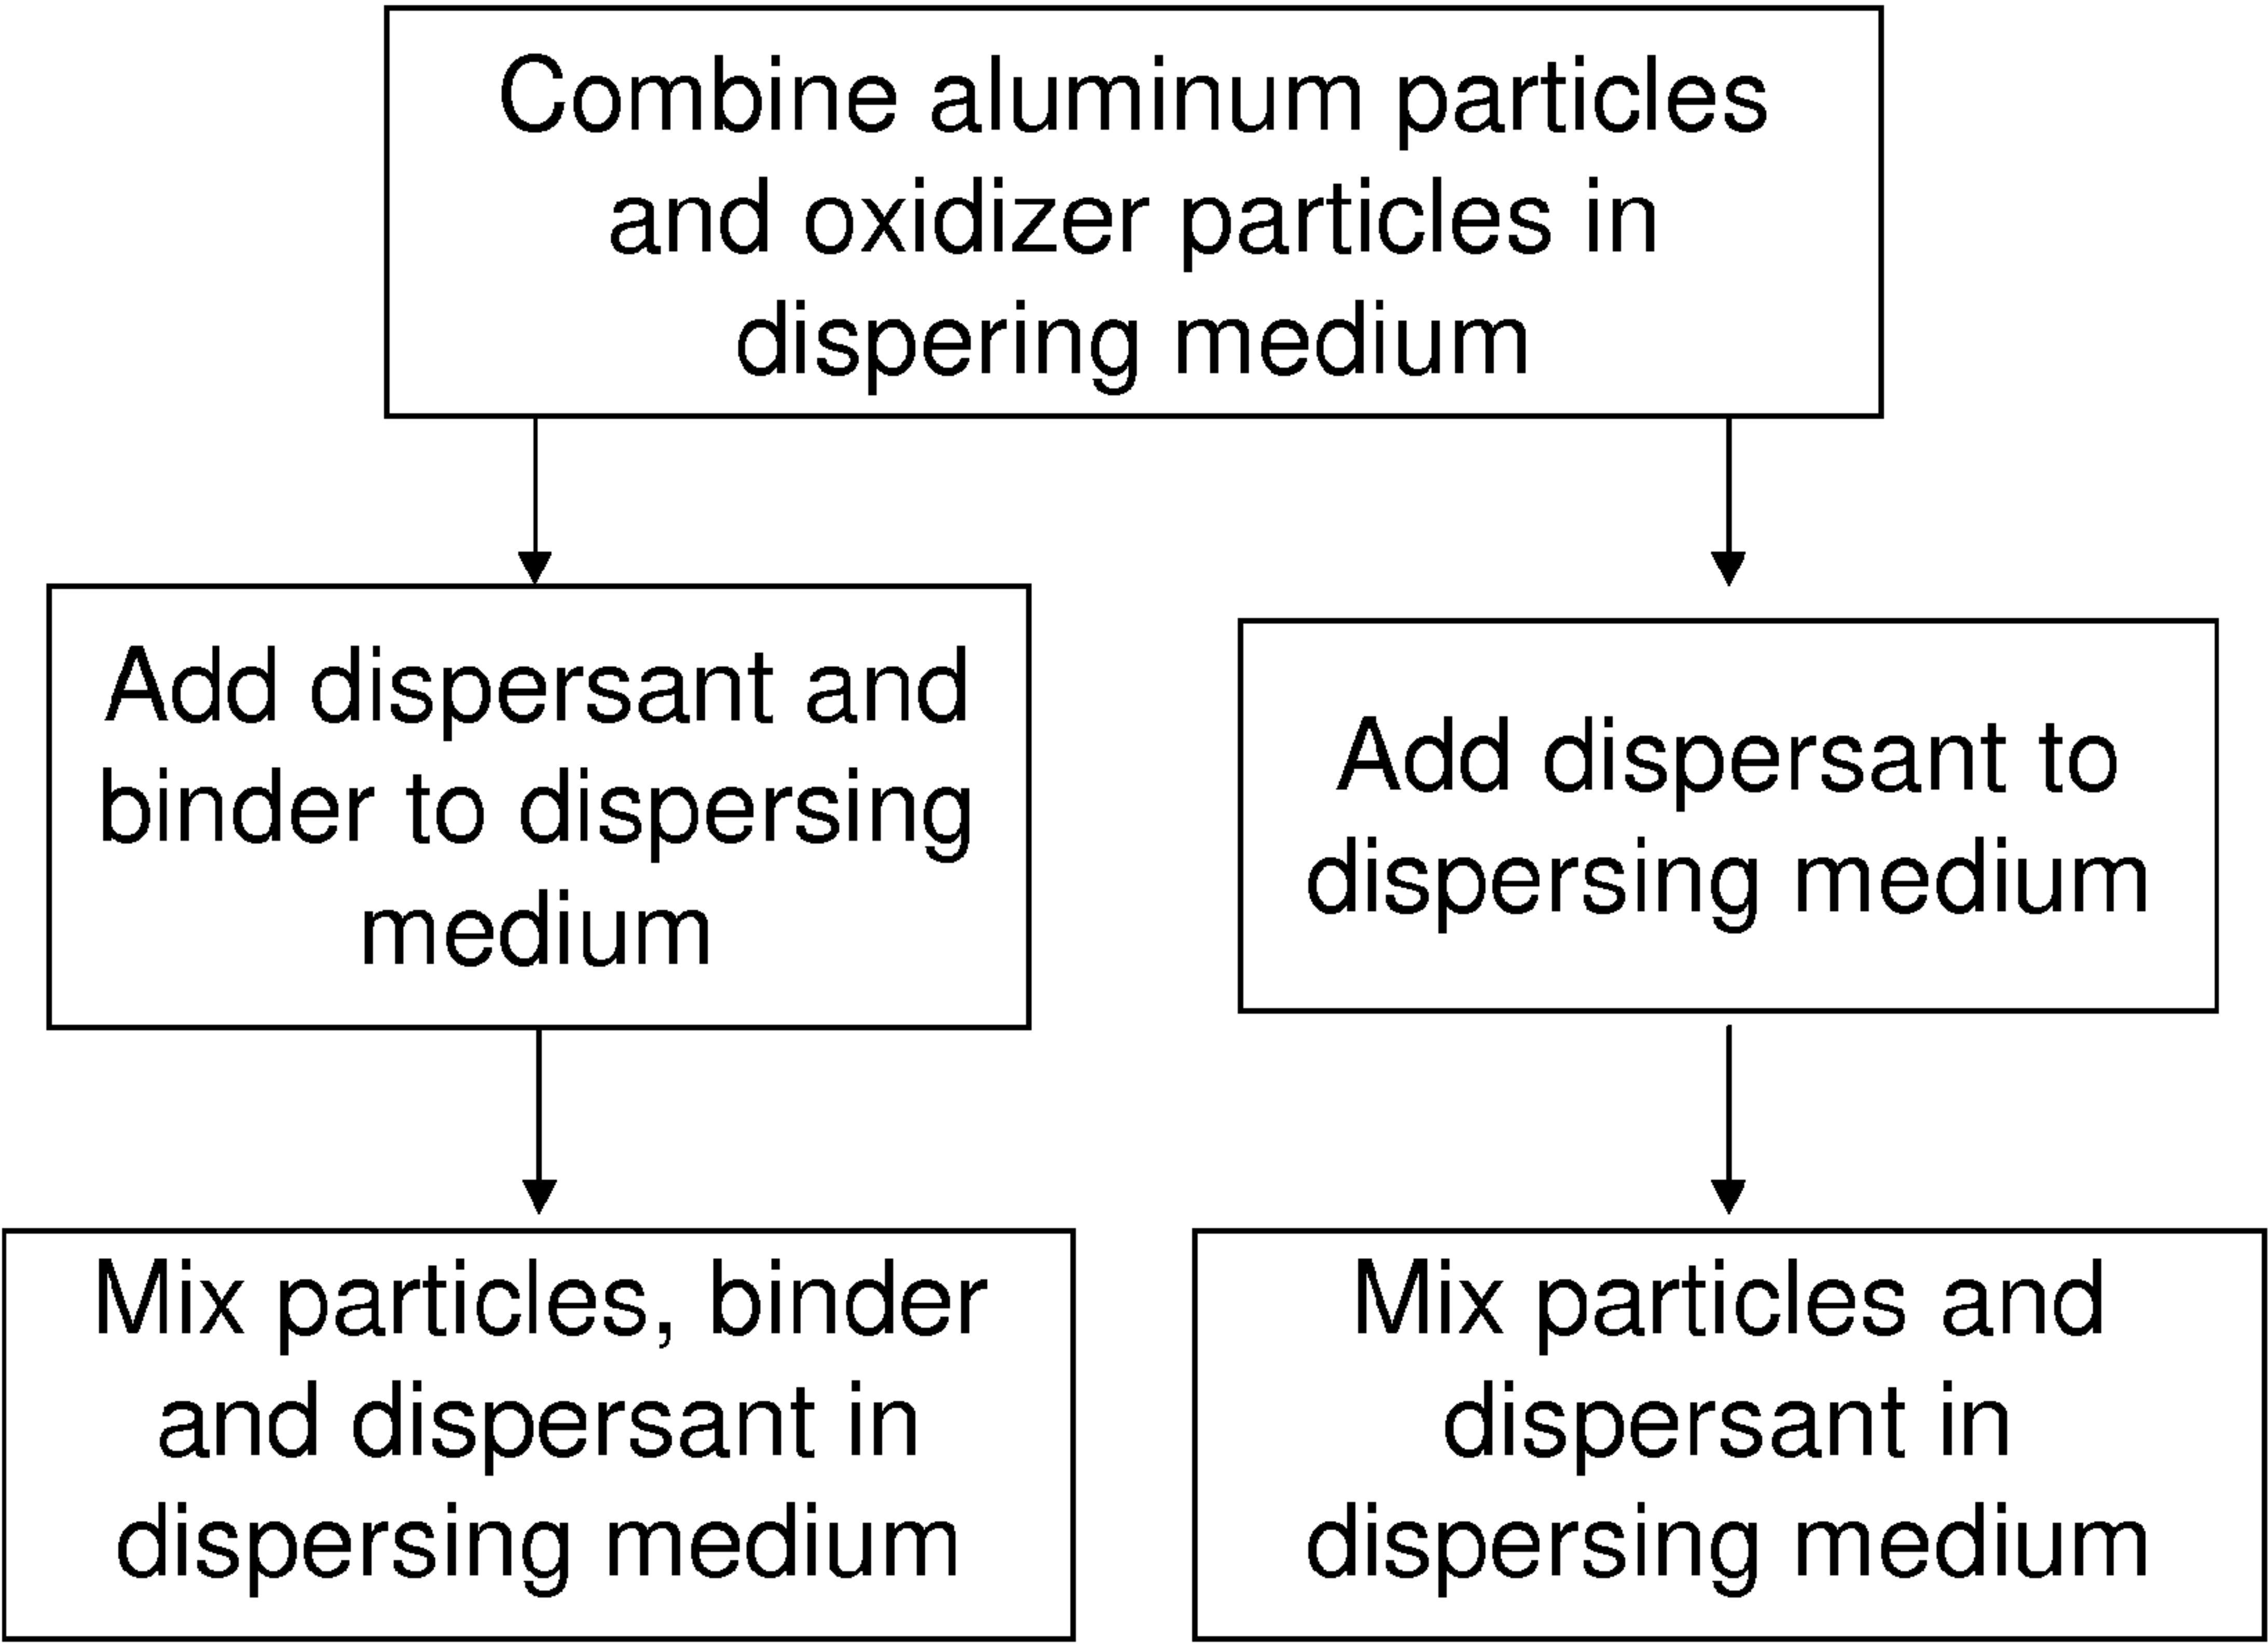 Combine aluminum particles
and oxidizer particles in
dispering medium
Add dispersant and
binder to dispersing
medium
Add dispersant to
dispersing medium
Mix particles, binder
and dispersant in
dispersing medium
Mix particles and
dispersant in
dispersing medium